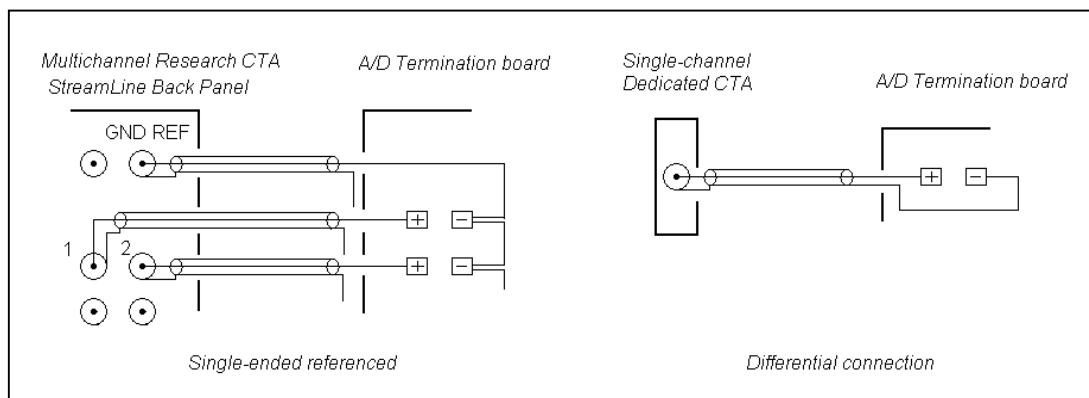 Multichannel Research CTA
StreamLine Back Panel
A/D Termination board
GND REF
+ -
1 2
+ -
Single-ended referenced
Single-channel
Dedicated CTA
A/D Termination board
+ -
Differential connection